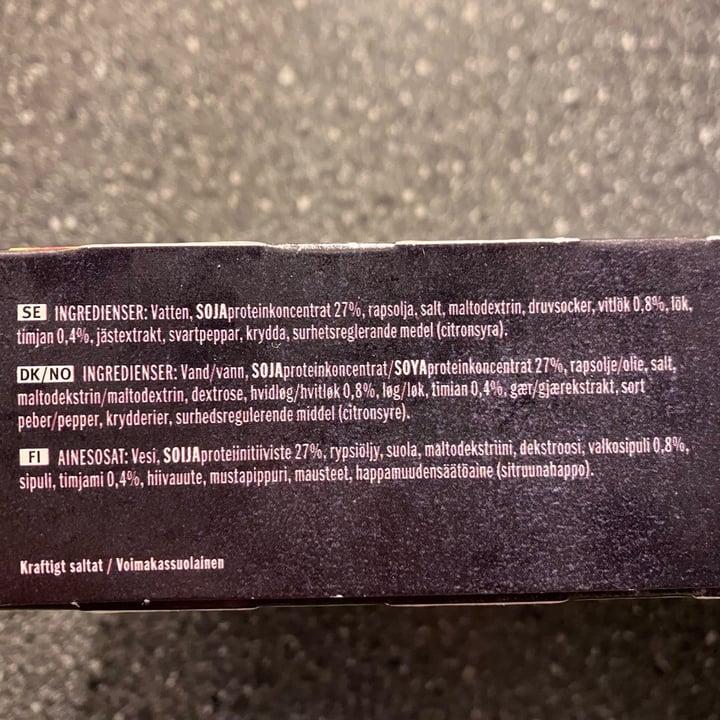 SE INGREDIENSER: Vatten, SOJAproteinkoncentrat 27%, rapsolja, salt, maltodextrin, druvsocker, vitlök 0,8%, lök,
timjan 0,4%, jästextrakt, svartpeppar, krydda, surhetsreglerande medel (citronsyra).
DK/NO INGREDIENSER: Vand/vann, SOJAproteinkoncentrat/SOYAproteinkoncentrat 27%, rapsolje/olie, salt,
maltodekstrin/maltodextrin, dextrose, hvidløg/hvitløk 0,8%, løg/løk, timian 0,4%, gær/gjærekstrakt, sort
peber/pepper, krydderier, surhedsregulerende middel (citronsyre).
FI AINESOSAT: Vesi, SOIJAproteiinitiiviste 27%, rypsiöljy, suola, maltodekstriini, dekstroosi, valkosipuli 0,8%,
sipuli, timjami 0,4%, hiivauute, mustapippuri, mausteet, happamuudensäätöaine (sitruunahappo).
Kraftigt saltat / Voimakassuolainen